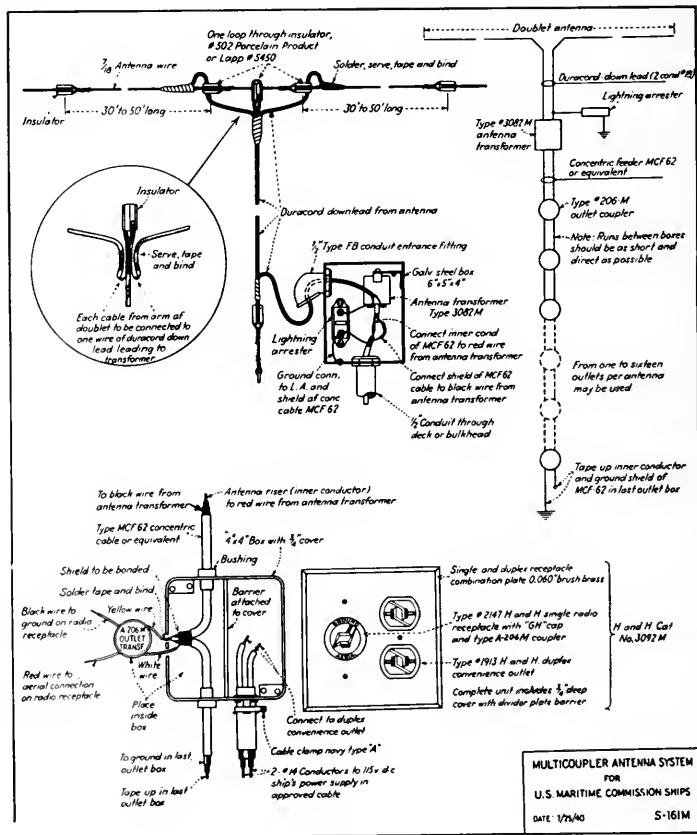 One loop through insulator,
#502 Porcelain Product
or Lapp #5450
Doublet antenna
7/18 Antenna wire
Solder, serve, tape and bind
Duracord down lead (2 cond #18)
Lightning
arrester
30' to 50' long
30' to 50' long
Insulator
Type #3082M
antenna
transformer
Insulator
Concentric feeder MCF 62
or equivalent
Type #206-M
outlet coupler
Duracord downlead from antenna
Serve, tape
and bind
Note: Runs between boxes
should be as short and
direct as possible
1/2" Type FB conduit entrance fitting
Galv steel box
6"x5"x4"
Each cable from arm of
doublet to be connected to
one wire of duracord down
lead leading to
transformer
Antenna transformer
Type 3082M
Lightning
arrester
Connect inner cond
of MCF 62 to red wire
from antenna transformer
Ground conn.
to L.A. and
shield of conc
cable MCF 62
Connect shield of MCF62
cable to black wire from
antenna transformer
From one to sixteen
outlets per antenna
may be used
1/2" Conduit through
deck or bulkhead
Tape up inner conductor
and ground shield of
MCF 62 in last outlet box
To black wire from
antenna transformer
Antenna riser (inner conductor) to
red wire from antenna transformer
Type MCF 62 concentric
cable or equivalent
4"x4" Box with 3/4" cover
Bushing
Shield to be bonded
Solder tape and bind
Barrier
attached
to cover
Single and duplex receptacle
combination plate 0.060" brush brass
Black wire to
ground on radio
receptacle
Yellow wire
A 206 M
OUTLET
TRANSF
GROUND
AERIAL
Type #2147 H and H single radio
receptacle with "GH" cap
and type A-206M coupler
H and H Cat
No. 3092 M
Red wire to
aerial connection
on radio receptacle
White
wire
Type #1913 H and H. duplex
convenience outlet
Place
inside
box
Complete unit includes 3/4" deep
cover with divider plate barrier
Connect to duplex
convenience outlet
To ground in last,
outlet box
Cable clamp navy type "A"
Tape up in last
outlet box
2-#14 Conductors to 115 v d-c
ship's power supply in
approved cable
MULTICOUPLER ANTENNA SYSTEM
FOR
U.S. MARITIME COMMISSION SHIPS
DATE: 7/25/40 S-161M